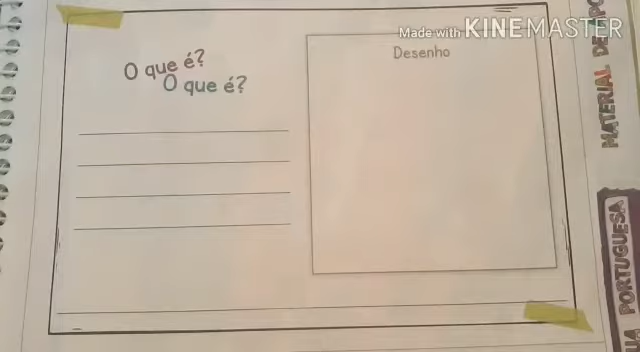 Made with KINEMASTER
Desenho
O que é?
O que é?
MATERIAL DE
PORTUGUESA